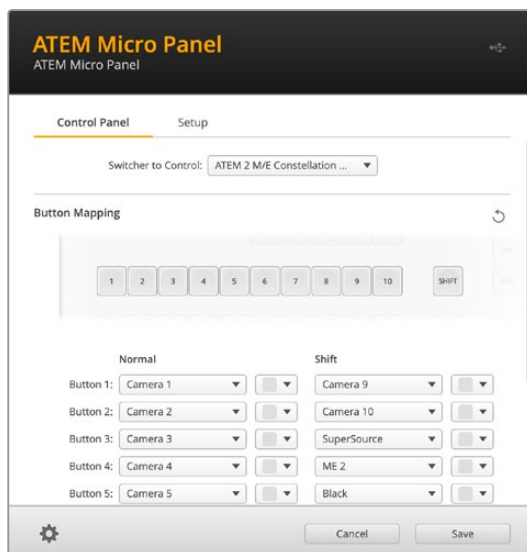 ATEM Micro Panel
ATEM Micro Panel
Control Panel Setup
Switcher to Control: ATEM 2 M/E Constellation ...
Button Mapping
1 2 3 4 5 6 7 8 9 10 SHIFT
Normal Shift
Button 1: Camera 1 Camera 9
Button 2: Camera 2 Camera 10
Button 3: Camera 3 SuperSource
Button 4: Camera 4 ME 2
Button 5: Camera 5 Black
Cancel Save